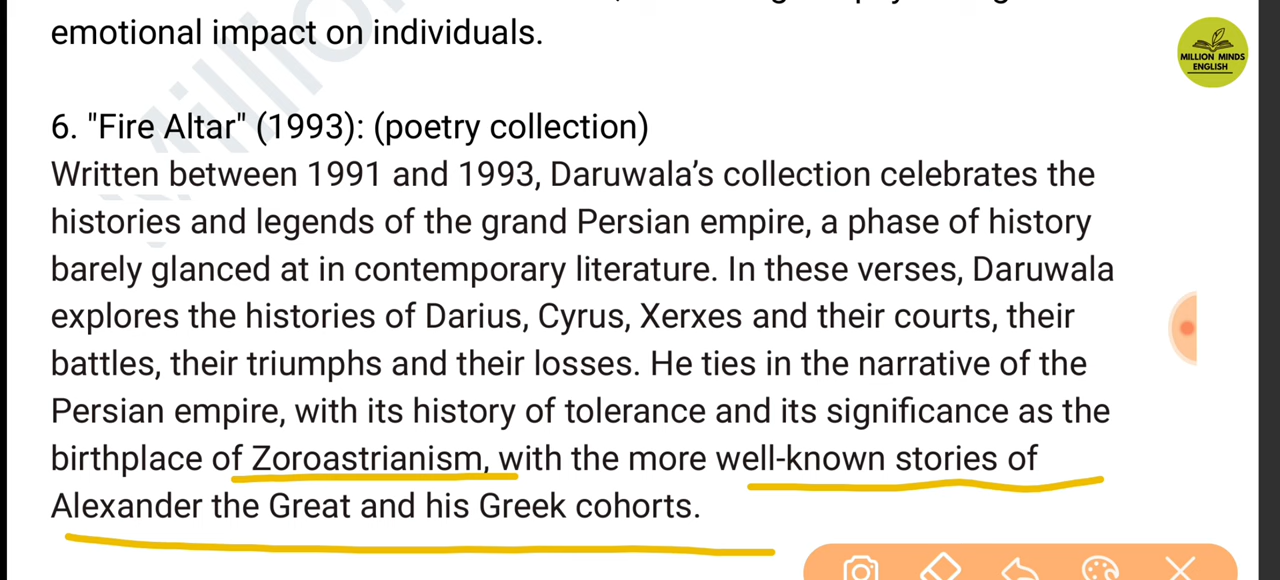 emotional impact on individuals.
MILLION MINDS
ENGLISH
6. "Fire Altar" (1993): (poetry collection)
Written between 1991 and 1993, Daruwala’s collection celebrates the
histories and legends of the grand Persian empire, a phase of history
barely glanced at in contemporary literature. In these verses, Daruwala
explores the histories of Darius, Cyrus, Xerxes and their courts, their
battles, their triumphs and their losses. He ties in the narrative of the
Persian empire, with its history of tolerance and its significance as the
birthplace of Zoroastrianism, with the more well-known stories of
Alexander the Great and his Greek cohorts.